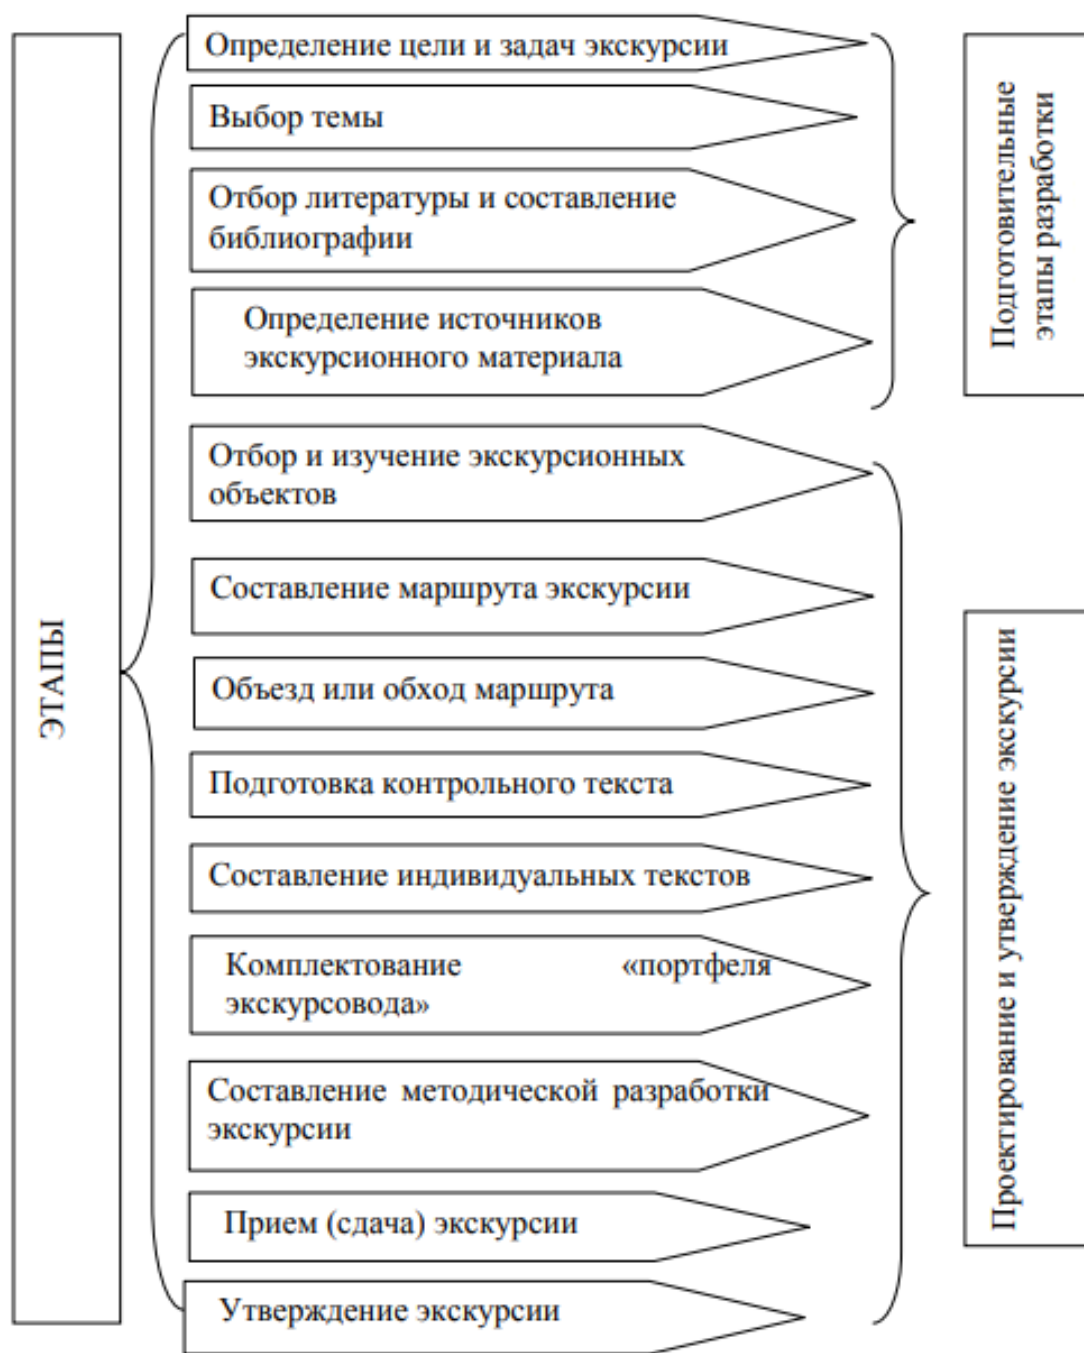 ЭТАПЫ
Определение цели и задач экскурсии
Выбор темы
Отбор литературы и составление
библиографии
Определение источников
экскурсионного материала
Отбор и изучение экскурсионных
объектов
Составление маршрута экскурсии
Объезд или обход маршрута
Подготовка контрольного текста
Составление индивидуальных текстов
Комплектование «портфеля
экскурсовода»
Составление методической разработки
экскурсии
Прием (сдача) экскурсии
Утверждение экскурсии
Подготовительные
этапы разработки
Проектирование и утверждение экскурсии